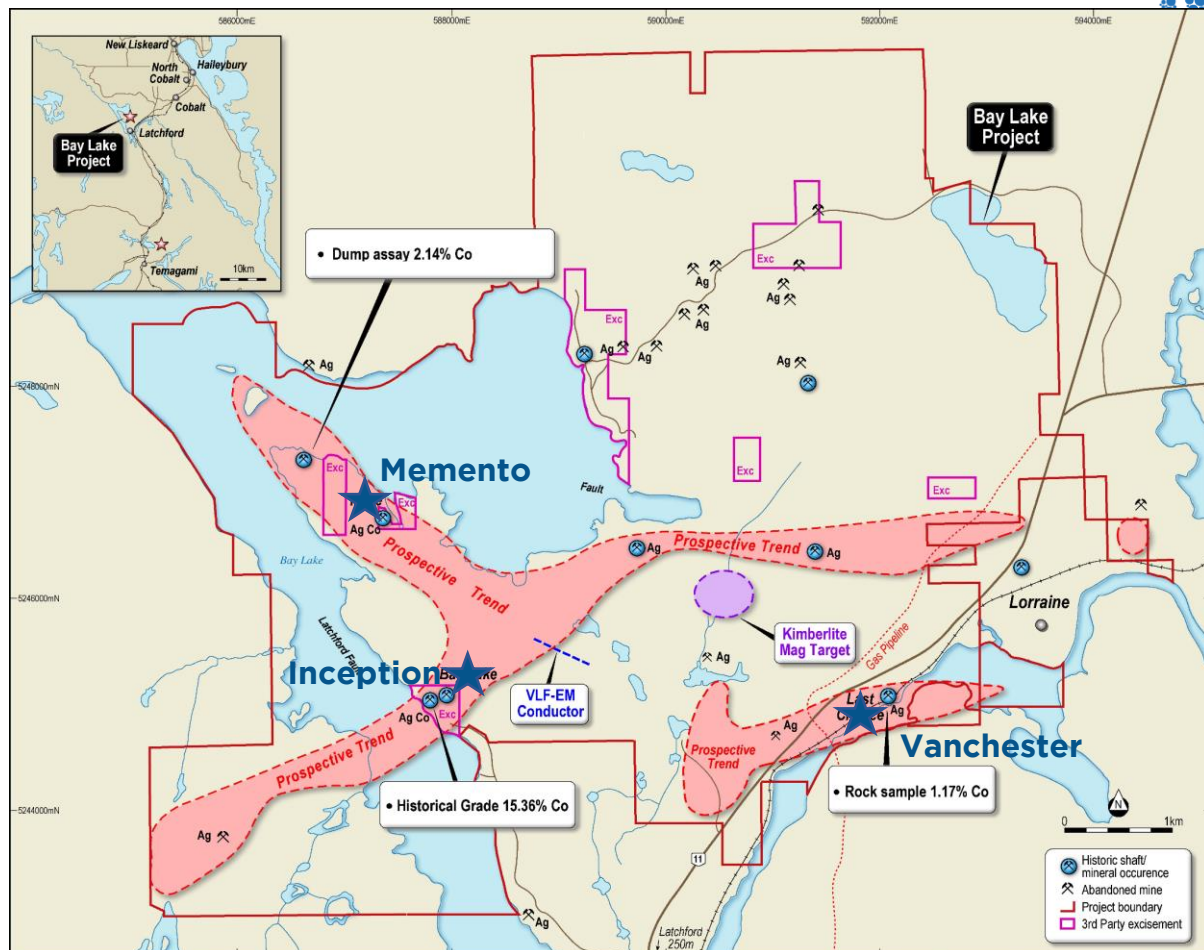 586000mE
588000mE
590000mE
592000mE
594000mE
New Liskeard
North
Cobalt
Haileybury
Cobalt
Latchford
Bay Lake
Project
Temagami
10km
Bay Lake
Project
• Dump assay 2.14% Co
Exc
Ag
Ag
Ag
Ag
Exc
Ag
Ag
Ag
Ag
5248000mN
Memento
Exc
Exc
Ag Co
Fault
Exc
Exc
Ag
Prospective Trend
Ag
Prospective
Trend
Bay Lake
5246000mN
Lorraine
Kimberlite
Mag Target
Gas Pipeline
Latchford Fault
Inception
VLF-EM
Conductor
Ag
Ag Co
Exc
Ag
Ag
Vanchester
Prospective Trend
Prospective
Trend
• Historical Grade 15.36% Co
• Rock sample 1.17% Co
5244000mN
Ag
11
N
0
1km
Historic shaft/
mineral occurence
Abandoned mine
Project boundary
3rd Party excisement
Ag
Latchford
250m